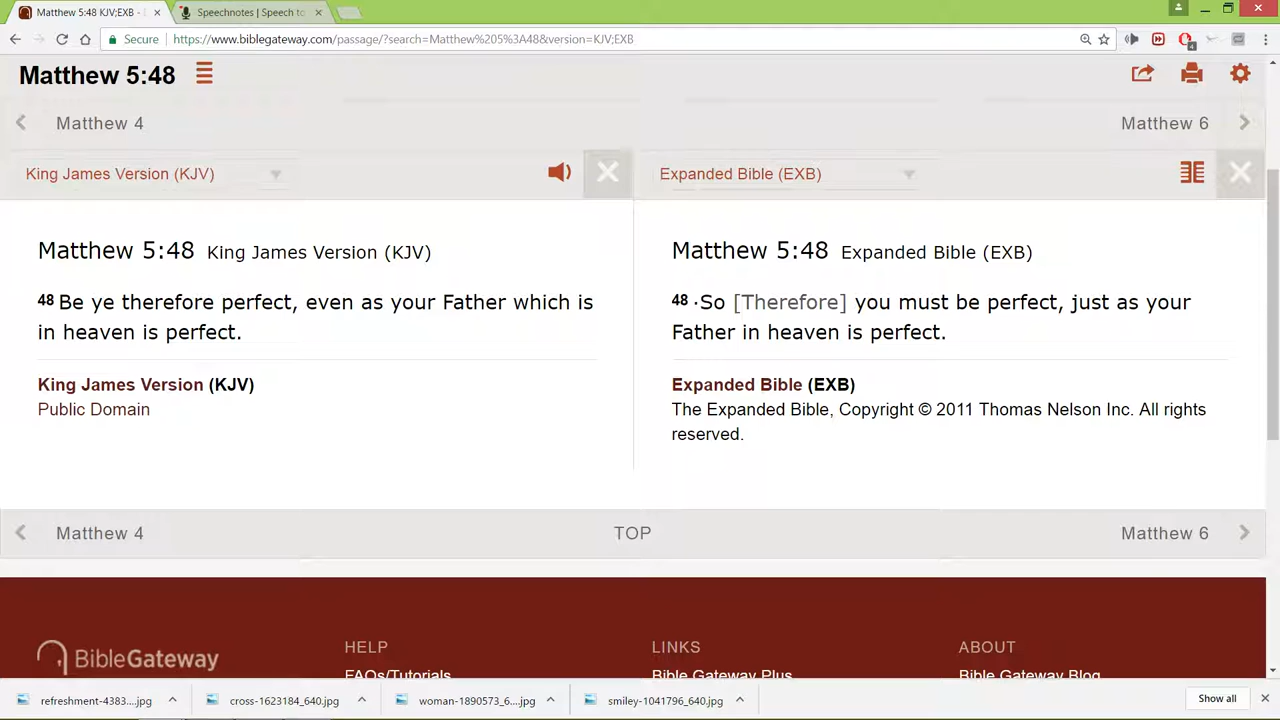 Matthew 5:48 KJV;EXB -
Speechnotes | Speech to
Secure
https://www.biblegateway.com/passage/?search=Matthew%205%3A48&version=KJV;EXB
4
Matthew 5:48
Matthew 4
Matthew 6
King James Version (KJV)
Expanded Bible (EXB)
Matthew 5:48 King James Version (KJV)
48 Be ye therefore perfect, even as your Father which is
in heaven is perfect.
King James Version (KJV)
Public Domain
Matthew 5:48 Expanded Bible (EXB)
48 ·So [Therefore] you must be perfect, just as your
Father in heaven is perfect.
Expanded Bible (EXB)
The Expanded Bible, Copyright © 2011 Thomas Nelson Inc. All rights
reserved.
Matthew 4
TOP
Matthew 6
BibleGateway
HELP
FAQs/Tutorials
LINKS
Bible Gateway Plus
ABOUT
Bible Gateway Blog
refreshment-4383....jpg
cross-1623184_640.jpg
woman-1890573_6....jpg
smiley-1041796_640.jpg
Show all